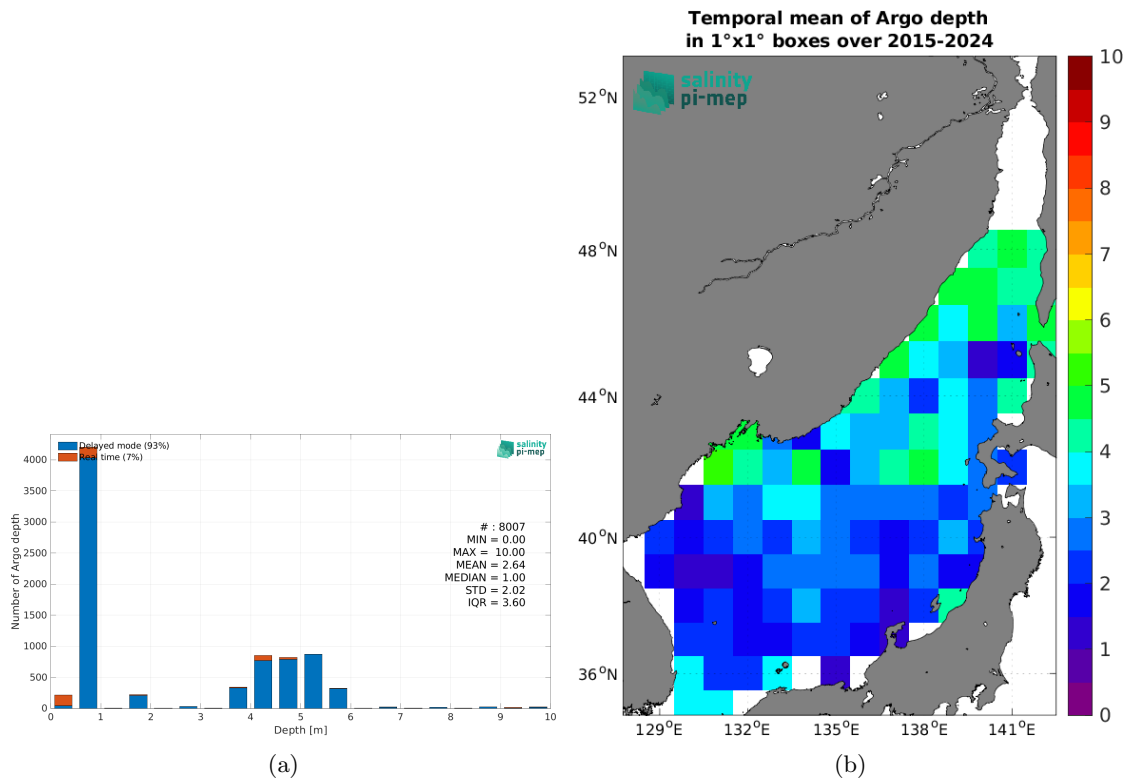 Delayed mode (93%)
Real time (7%)
salinity
pi-mep
# : 8007
MIN = 0.00
MAX = 10.00
MEAN = 2.64
MEDIAN = 1.00
STD = 2.02
IQR = 3.60
Number of Argo depth
4000
3500
3000
2500
2000
1500
1000
500
0
0 1 2 3 4 5 6 7 8 9 10
Depth [m]
(a)
Temporal mean of Argo depth
in 1°x1° boxes over 2015-2024
salinity
pi-mep
52°N
48°N
44°N
40°N
36°N
129°E 132°E 135°E 138°E 141°E
10
9
8
7
6
5
4
3
2
1
0
(b)